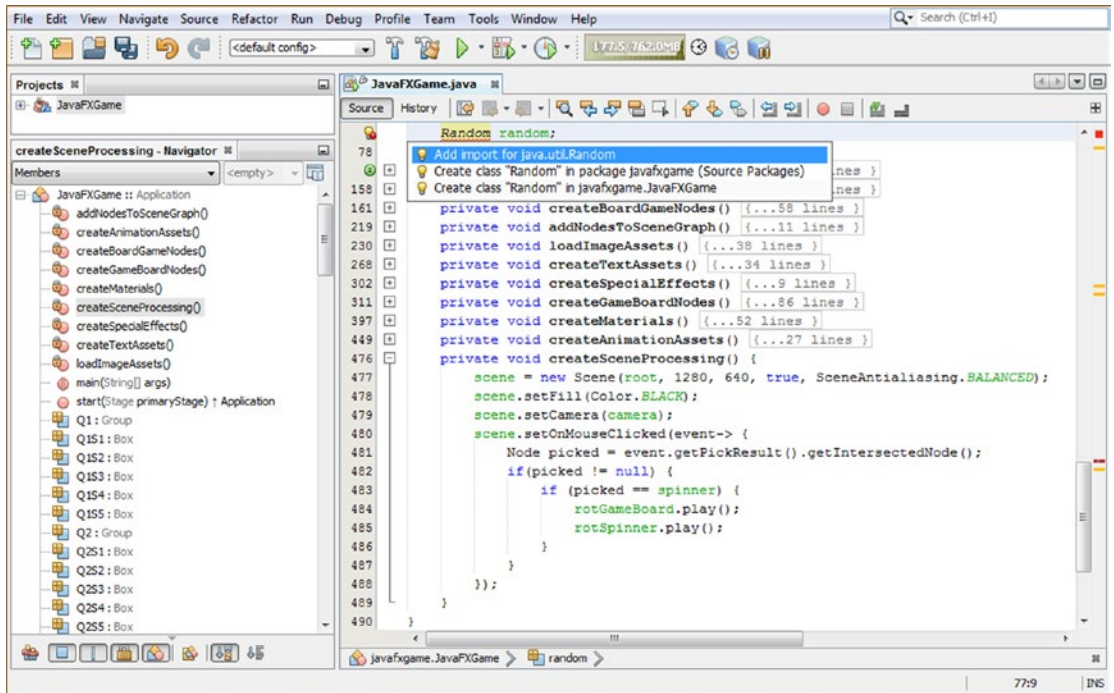 File Edit View Navigate Source Refactor Run Debug Profile Team Tools Window Help
Search (Ctrl+I)
<default config>
177.5/762.0MB
Projects
JavaFXGame
createSceneProcessing - Navigator
Members
<empty>
JavaFXGame :: Application
addNodesToSceneGraph()
createAnimationAssets()
createBoardGameNodes()
createGameBoardNodes()
createMaterials()
createSceneProcessing()
createSpecialEffects()
createTextAssets()
loadImageAssets()
main(String[] args)
start(Stage primaryStage) ↑ Application
Q1 : Group
Q1S1 : Box
Q1S2 : Box
Q1S3 : Box
Q1S4 : Box
Q1S5 : Box
Q2 : Group
Q2S1 : Box
Q2S2 : Box
Q2S3 : Box
Q2S4 : Box
Q2S5 : Box
JavaFXGame.java
Source History
Random random;
78
Add import for java.util.Random
Create class "Random" in package javafxgame (Source Packages) nes }
158 Create class "Random" in javafxgame.JavaFXGame nes }
161 private void createBoardGameNodes() {...58 lines }
219 private void addNodesToSceneGraph() {...11 lines }
230 private void loadImageAssets() {...38 lines }
268 private void createTextAssets() {...34 lines }
302 private void createSpecialEffects() {...9 lines }
311 private void createGameBoardNodes() {...86 lines }
397 private void createMaterials() {...52 lines }
449 private void createAnimationAssets() {...27 lines }
476 private void createSceneProcessing() {
477 scene = new Scene(root, 1280, 640, true, SceneAntialiasing.BALANCED);
478 scene.setFill(Color.BLACK);
479 scene.setCamera(camera);
480 scene.setOnMouseClicked(event-> {
481 Node picked = event.getPickResult().getIntersectedNode();
482 if(picked != null) {
483 if (picked == spinner) {
484 rotGameBoard.play();
485 rotSpinner.play();
486 }
487 }
488 });
489 }
490 }
javafxgame.JavaFXGame > random >
77:9 INS